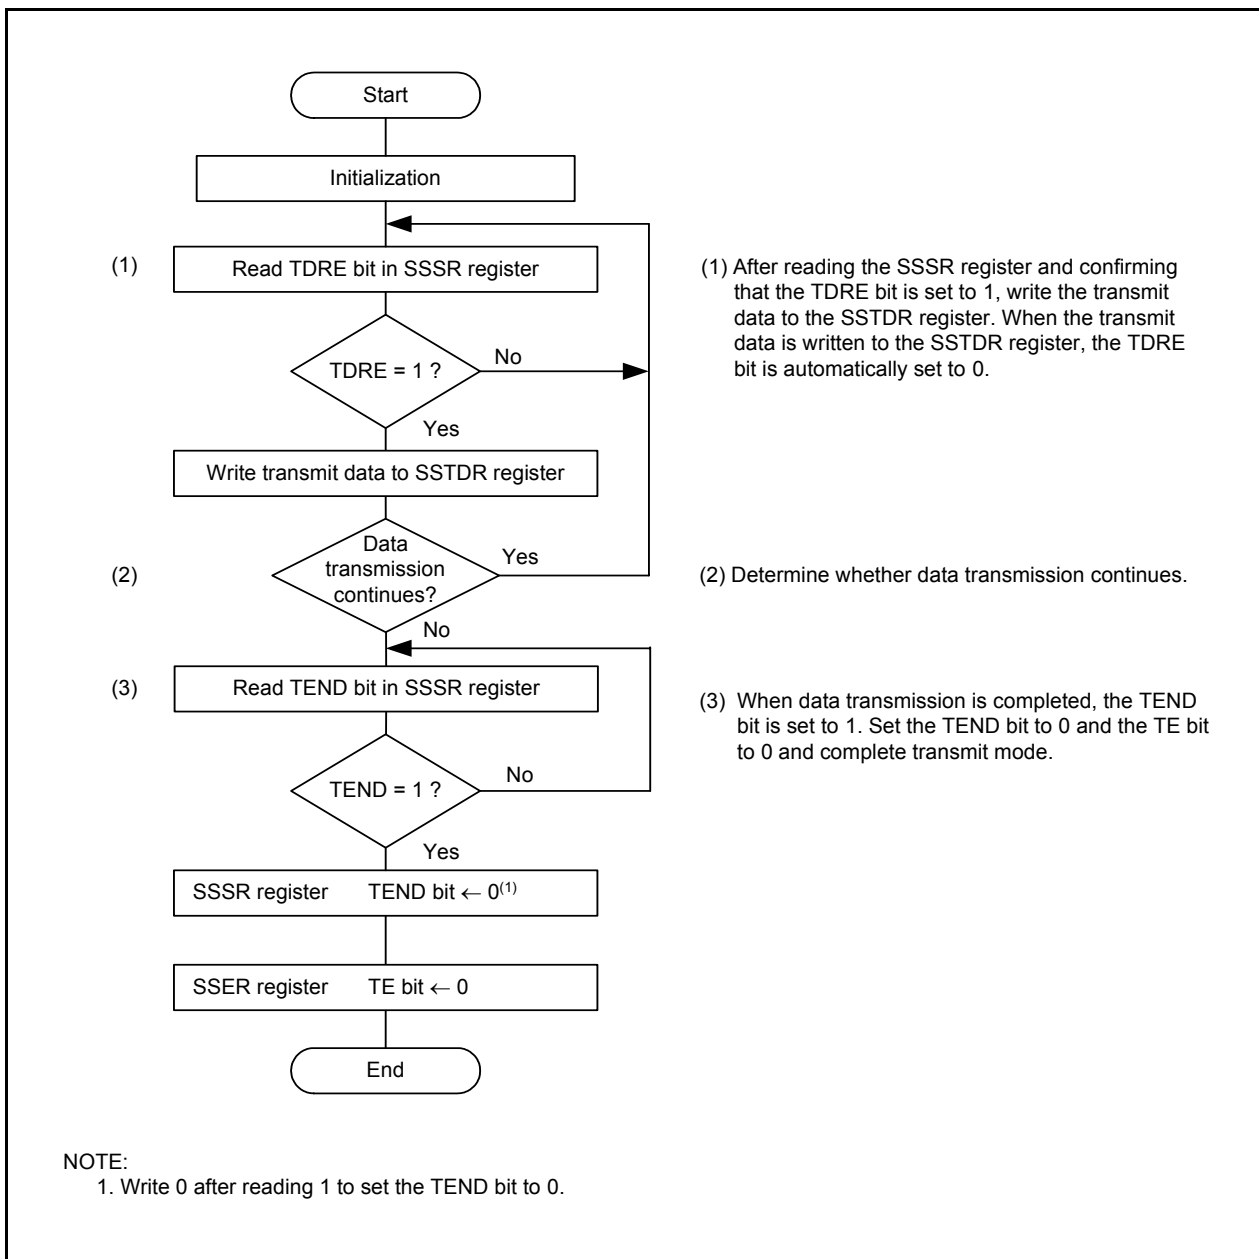 Start
Initialization
(1)
Read TDRE bit in SSSR register
(1) After reading the SSSR register and confirming
that the TDRE bit is set to 1, write the transmit
data to the SSTDR register. When the transmit
data is written to the SSTDR register, the TDRE
bit is automatically set to 0.
TDRE = 1 ?
No
Yes
Write transmit data to SSTDR register
Data
transmission
continues?
Yes
(2)
(2) Determine whether data transmission continues.
No
(3)
Read TEND bit in SSSR register
(3) When data transmission is completed, the TEND
bit is set to 1. Set the TEND bit to 0 and the TE bit
to 0 and complete transmit mode.
TEND = 1 ?
No
Yes
SSSR register TEND bit ← 0(1)
SSER register TE bit ← 0
End
NOTE:
1. Write 0 after reading 1 to set the TEND bit to 0.